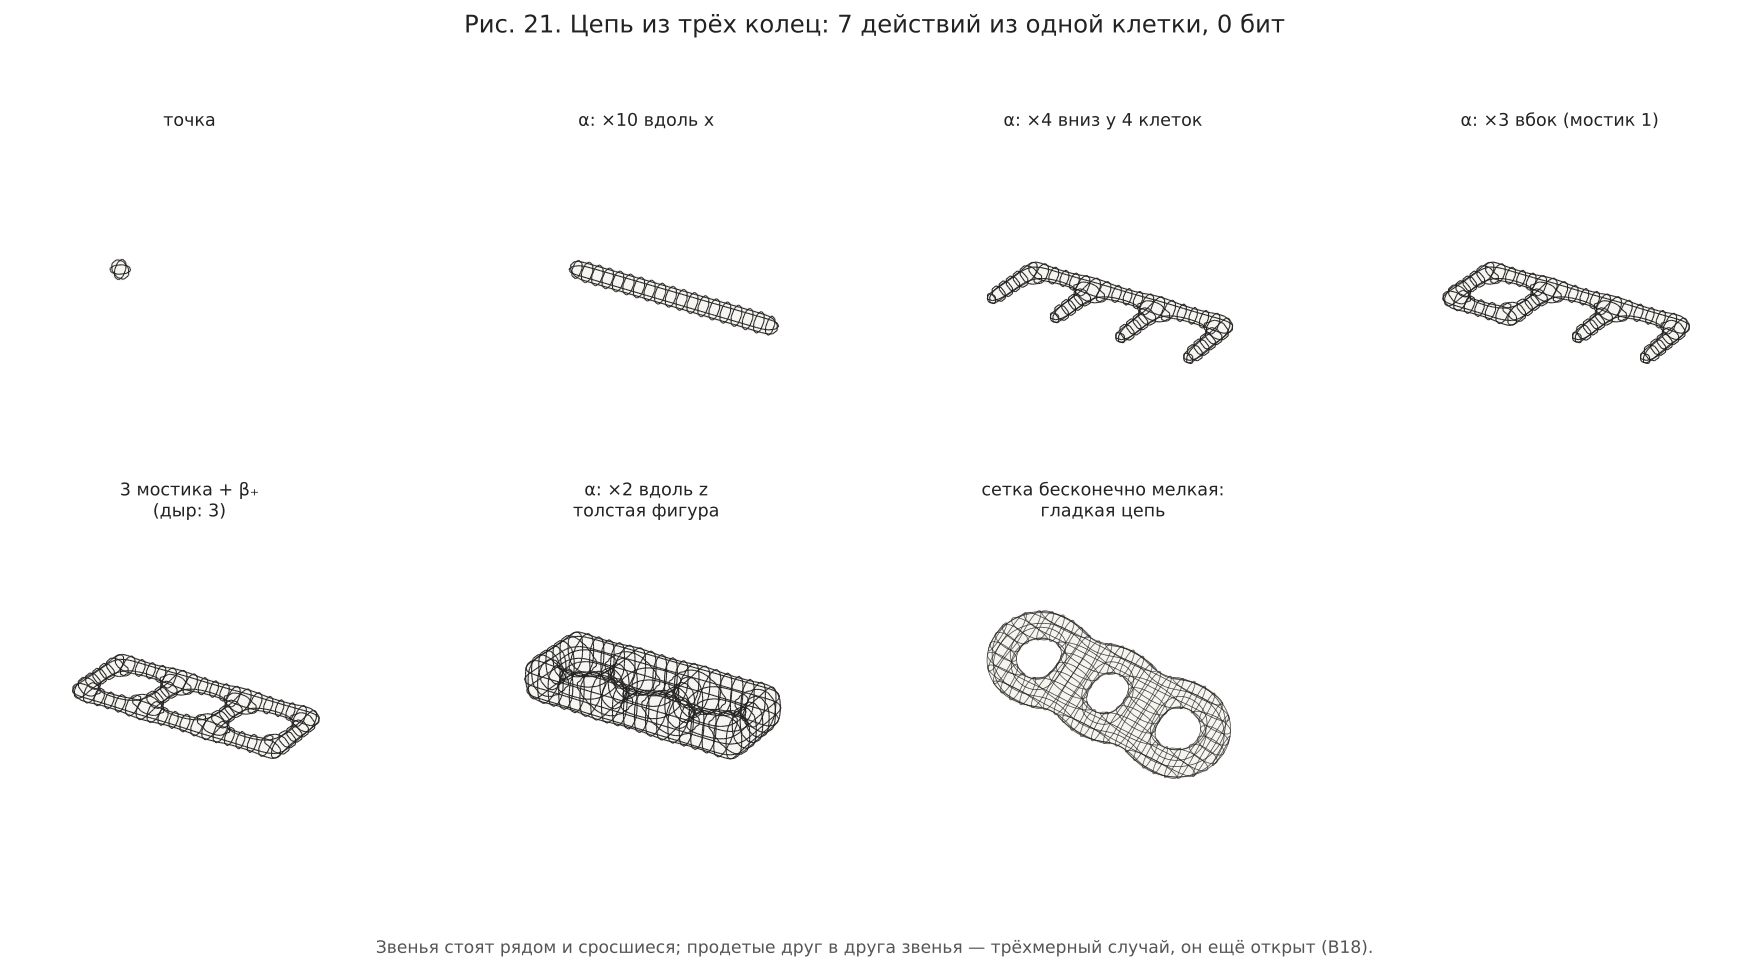 Рис. 21. Цепь из трёх колец: 7 действий из одной клетки, 0 бит
точка
α: ×10 вдоль x
α: ×4 вниз у 4 клеток
α: ×3 вбок (мостик 1)
3 мостика + β₊
(дыр: 3)
α: ×2 вдоль z
толстая фигура
сетка бесконечно мелкая:
гладкая цепь
Звенья стоят рядом и сросшиеся; продетые друг в друга звенья — трёхмерный случай, он ещё открыт (B18).